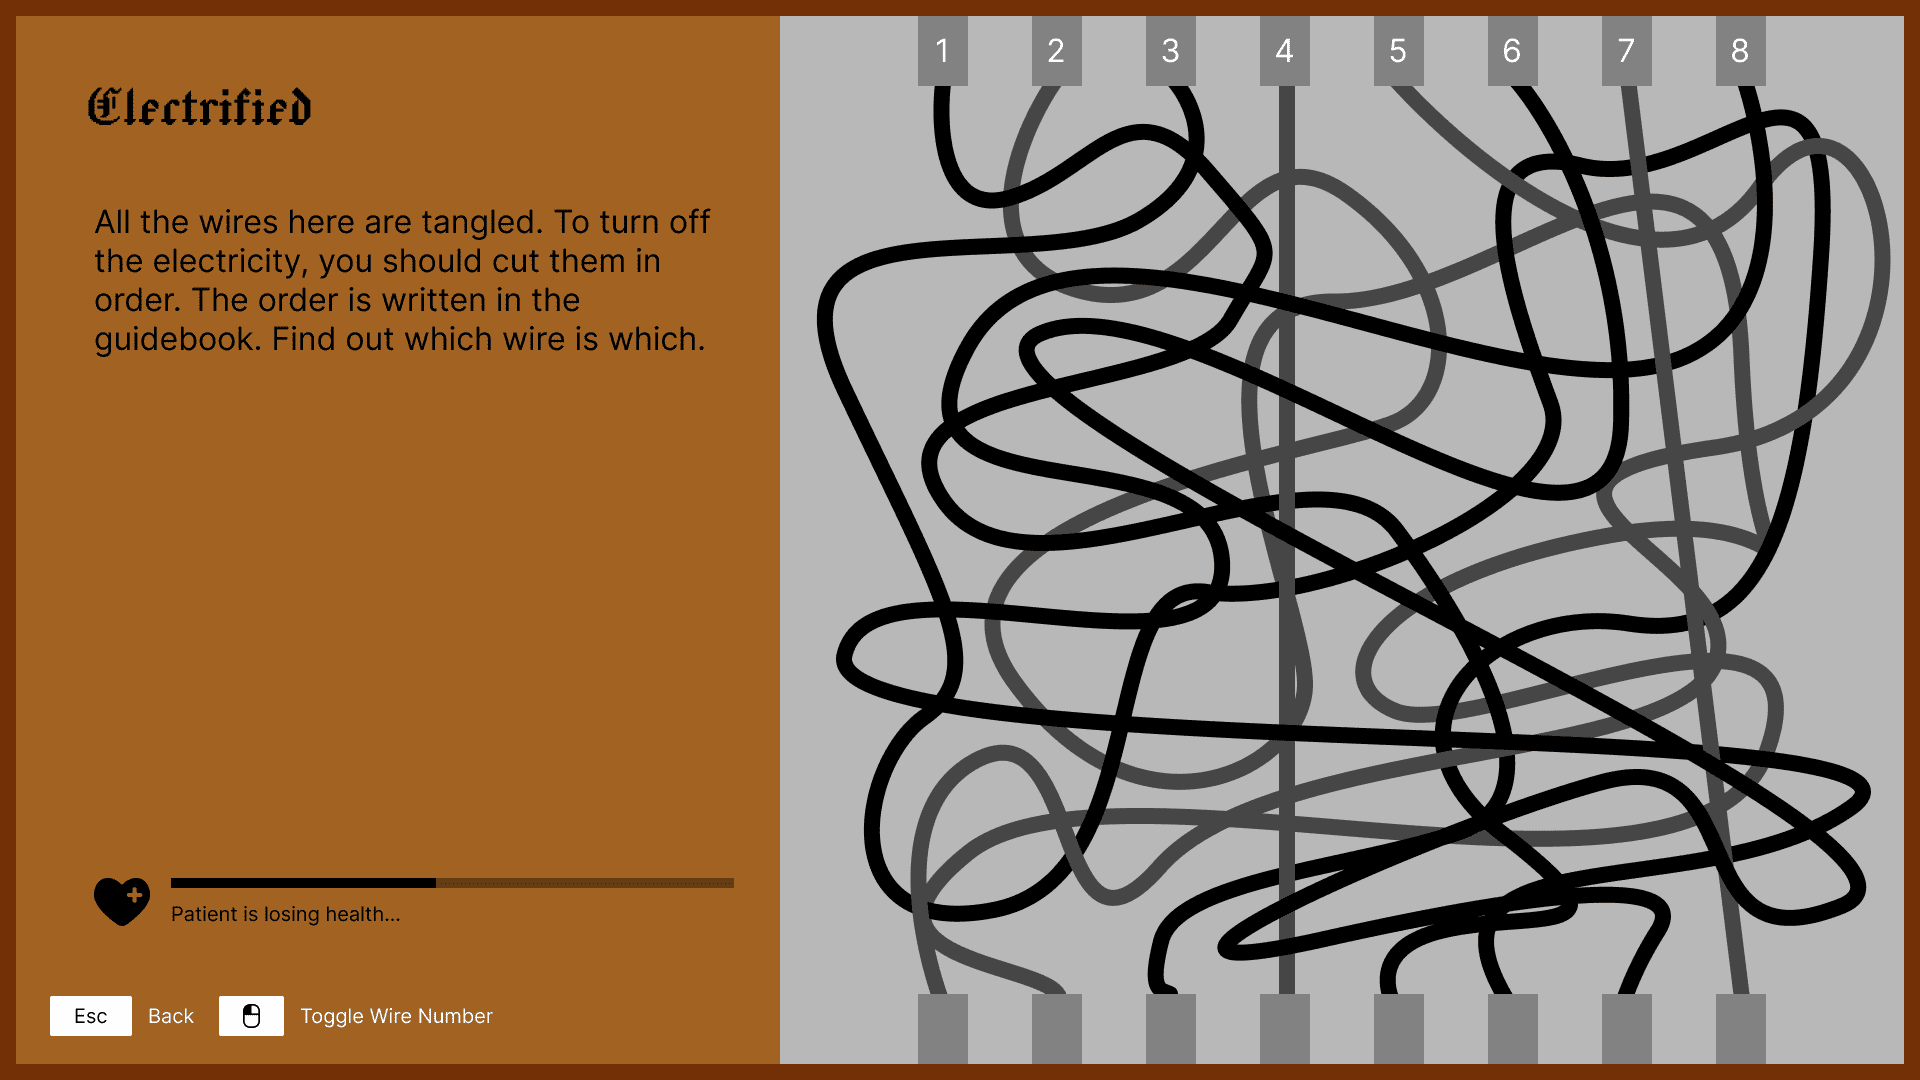 Electrified
All the wires here are tangled. To turn off
the electricity, you should cut them in
order. The order is written in the
guidebook. Find out which wire is which.
Patient is losing health...
Esc Back Toggle Wire Number
1 2 3 4 5 6 7 8